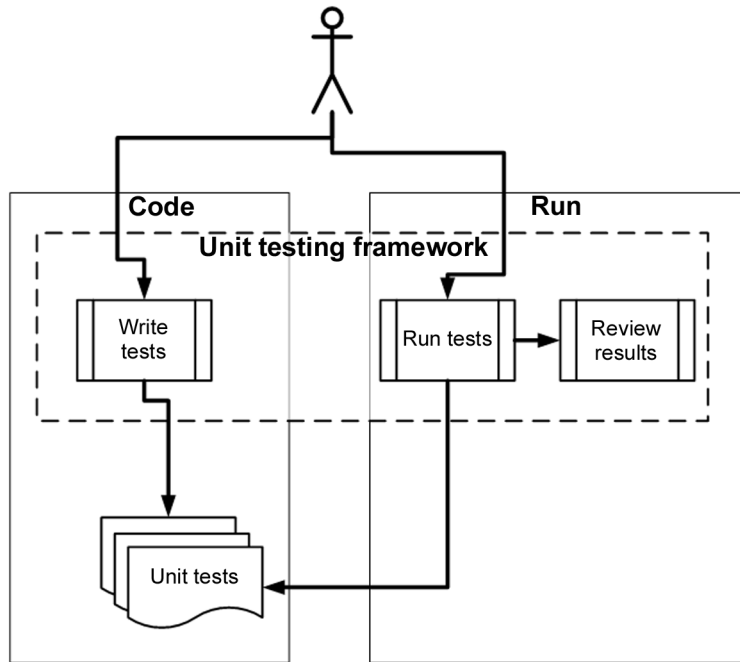 Code
Run
Unit testing framework
Write
tests
Run tests
Review
results
Unit tests